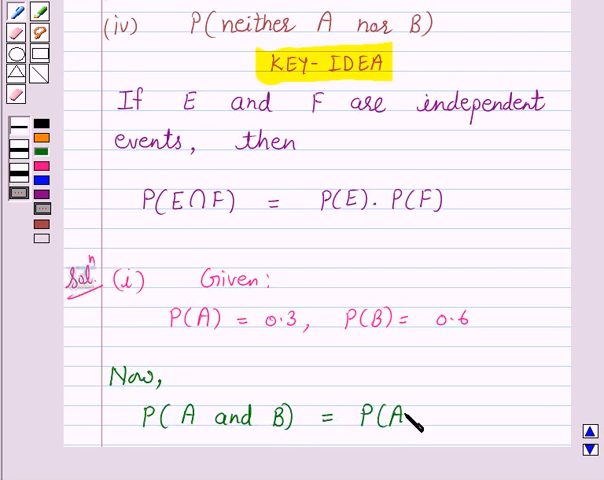 (iv) P(neither A nor B)
KEY-IDEA
If E and F are independent
events, then
P(E∩F) = P(E). P(F)
Solⁿ (i) Given:
P(A) = 0.3, P(B) = 0.6
Now,
P( A and B) = P(A